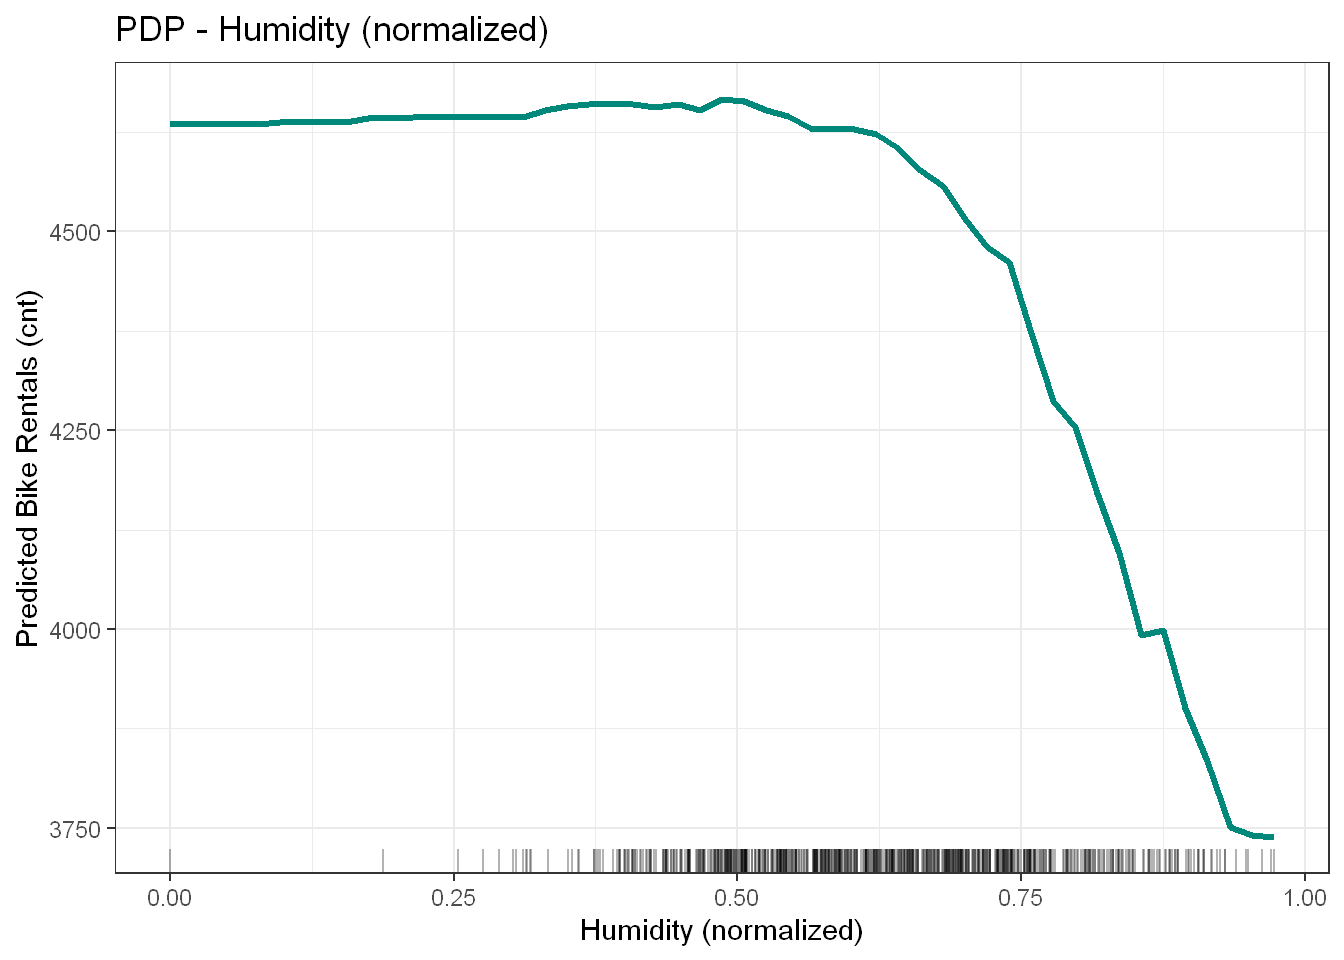 PDP - Humidity (normalized)
Predicted Bike Rentals (cnt)
4500
4250
4000
3750
0.00 0.25 0.50 0.75 1.00
Humidity (normalized)